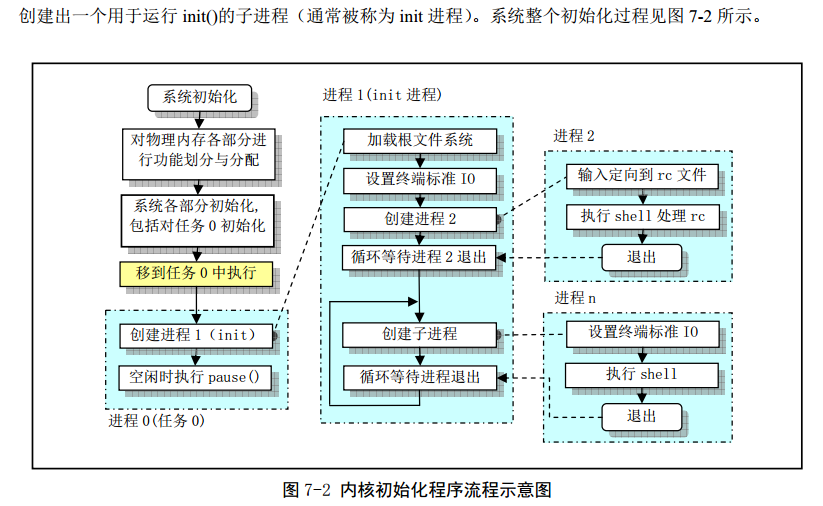 创建出一个用于运行 init()的子进程（通常被称为 init 进程）。系统整个初始化过程见图 7-2 所示。
系统初始化
对物理内存各部分进
行功能划分与分配
系统各部分初始化,
包括对任务 0 初始化
移到任务 0 中执行
创建进程 1（init）
空闲时执行 pause()
进程 0(任务 0)
进程 1(init 进程)
加载根文件系统
设置终端标准 IO
创建进程 2
循环等待进程 2 退出
创建子进程
循环等待进程退出
进程 2
输入定向到 rc 文件
执行 shell 处理 rc
退出
进程 n
设置终端标准 IO
执行 shell
退出
图 7-2 内核初始化程序流程示意图